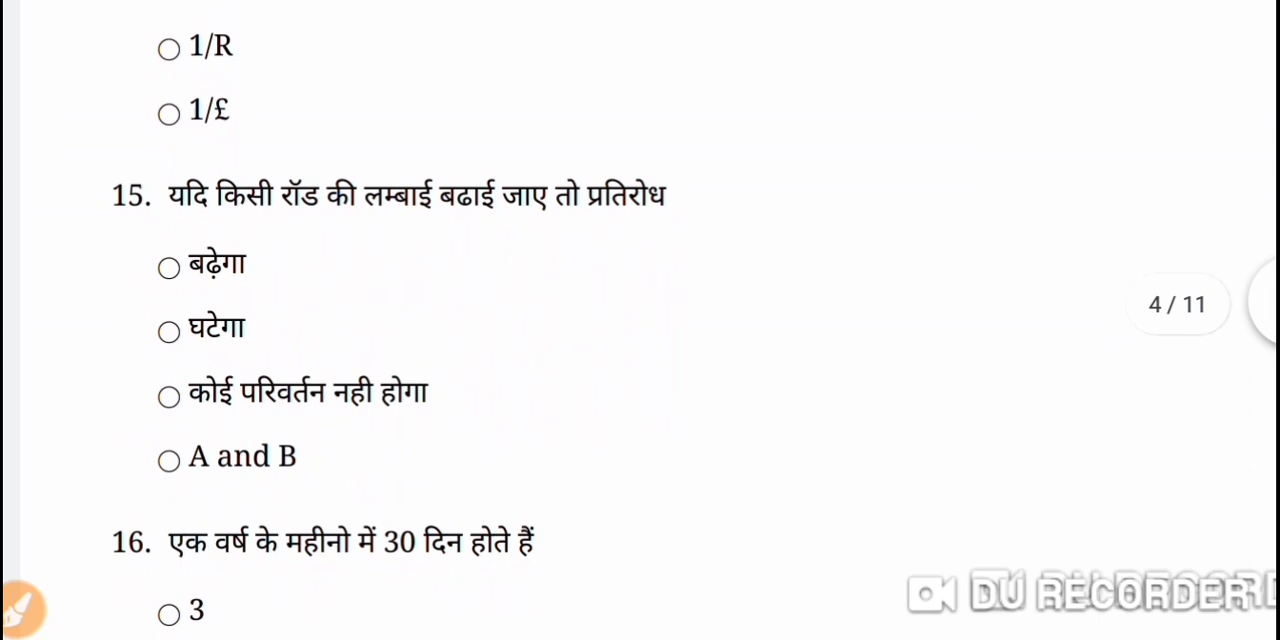 1/R
1/£
15. यदि किसी रॉड की लम्बाई बढाई जाए तो प्रतिरोध
बढ़ेगा
घटेगा
4 / 11
कोई परिवर्तन नही होगा
A and B
16. एक वर्ष के महीनो में 30 दिन होते हैं
DU RECORDER
3